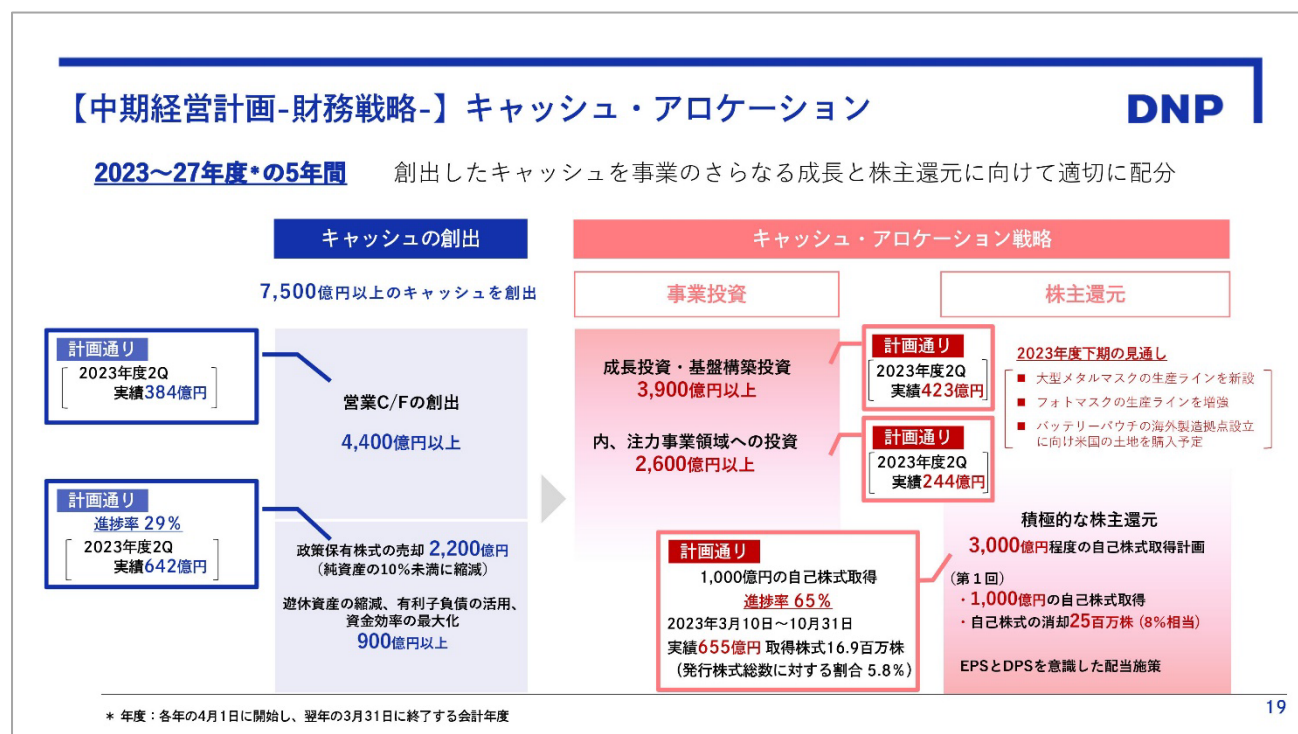 【中期経営計画-財務戦略-】キャッシュ・アロケーション
DNP
2023～27年度*の5年間
創出したキャッシュを事業のさらなる成長と株主還元に向けて適切に配分
キャッシュの創出
7,500億円以上のキャッシュを創出
計画通り
2023年度2Q
実績384億円
営業C/Fの創出
4,400億円以上
計画通り
進捗率 29%
2023年度2Q
実績642億円
政策保有株式の売却 2,200億円
(純資産の10%未満に縮減)
遊休資産の縮減、有利子負債の活用、
資金効率の最大化
900億円以上
キャッシュ・アロケーション戦略
事業投資
成長投資・基盤構築投資
3,900億円以上
計画通り
2023年度2Q
実績423億円
内、注力事業領域への投資
2,600億円以上
計画通り
2023年度2Q
実績244億円
計画通り
1,000億円の自己株式取得
進捗率 65%
2023年3月10日～10月31日
実績655億円 取得株式16.9百万株
(発行株式総数に対する割合 5.8%)
株主還元
2023年度下期の見通し
■ 大型メタルマスクの生産ラインを新設
■ フォトマスクの生産ラインを増強
■ バッテリーパウチの海外製造拠点設立
に向け米国の土地を購入予定
積極的な株主還元
3,000億円程度の自己株式取得計画
(第１回)
・1,000億円の自己株式取得
・自己株式の消却25百万株 (8%相当)
EPSとDPSを意識した配当施策
* 年度：各年の4月1日に開始し、翌年の3月31日に終了する会計年度
19